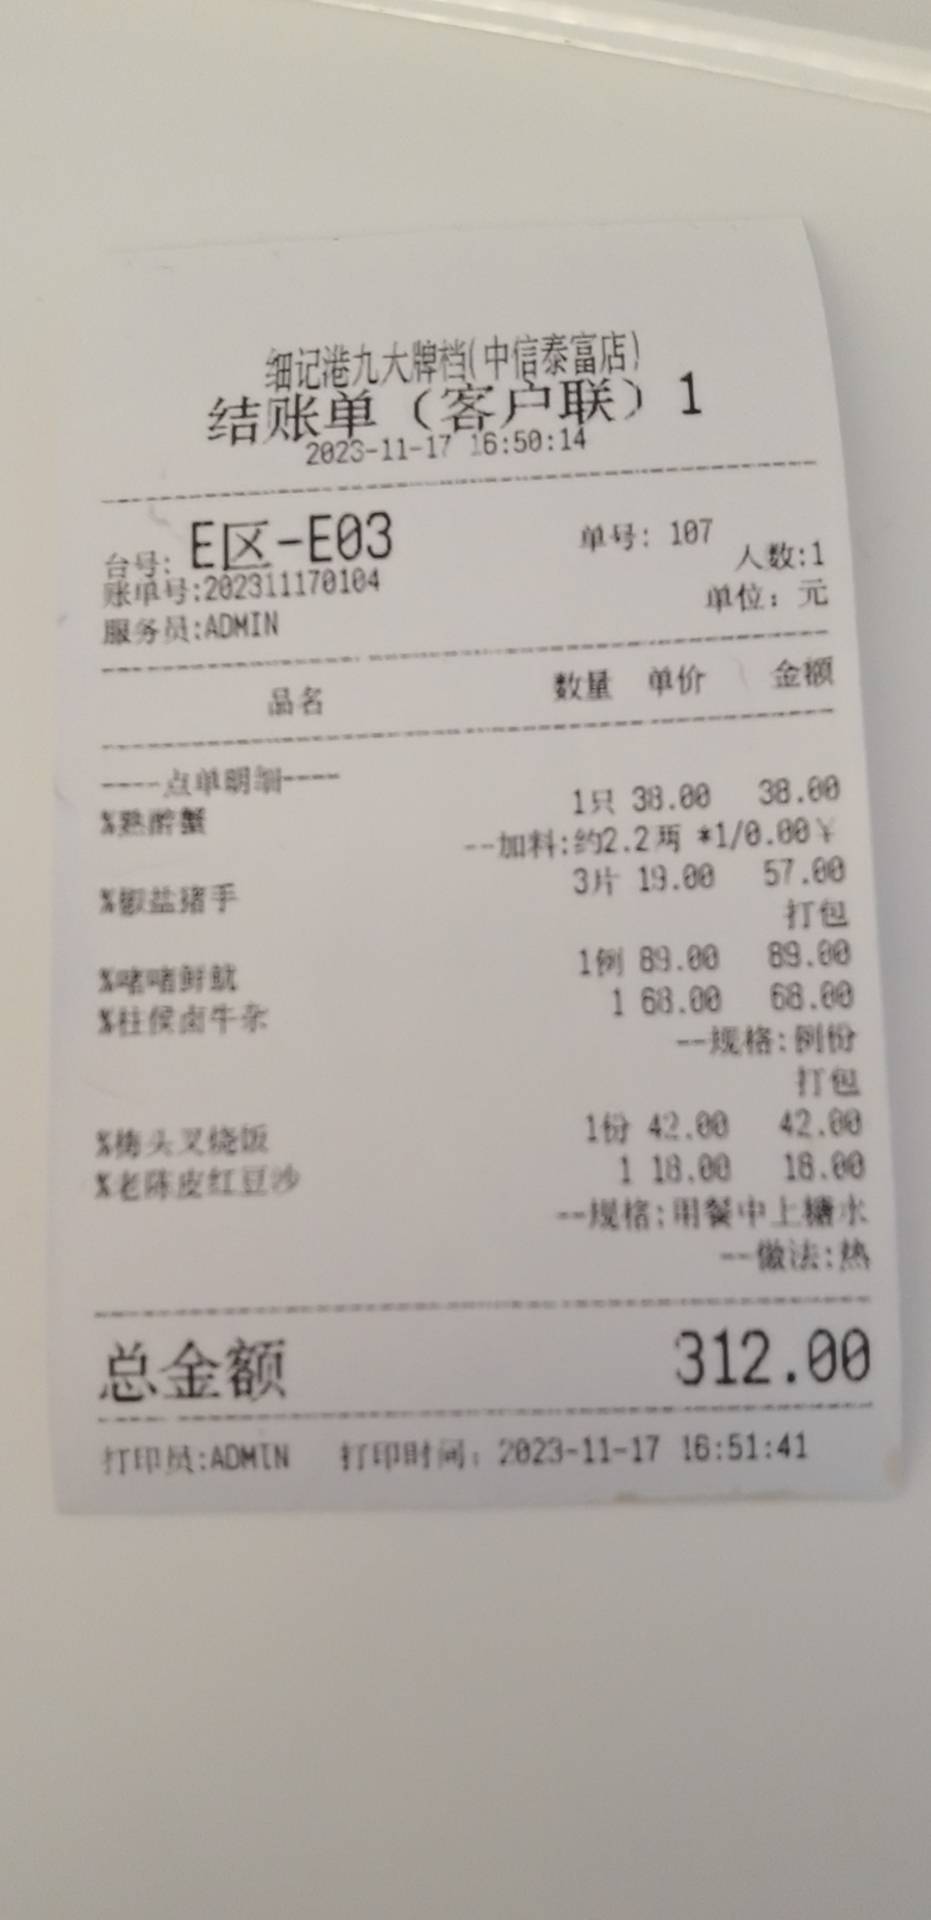 细记港九大牌档(中信泰富店)
结账单（客户联）1
2023-11-17 16:50:14
台号: E区-E03 单号: 107
账单号:202311170104 人数:1
服务员:ADMIN 单位: 元
品名 数量 单价 金额
----点单明细----
%熟醉蟹 1只 38.00 38.00
--加料:约2.2两 *1/0.00￥
%椒盐猪手 3片 19.00 57.00
打包
%啫啫鲜鱿 1例 89.00 89.00
%柱侯卤牛杂 1 68.00 68.00
--规格:例份
打包
%梅头叉烧饭 1份 42.00 42.00
%老陈皮红豆沙 1 18.00 18.00
--规格:用餐中上糖水
--做法:热
总金额 312.00
打印员:ADMIN 打印时间: 2023-11-17 16:51:41